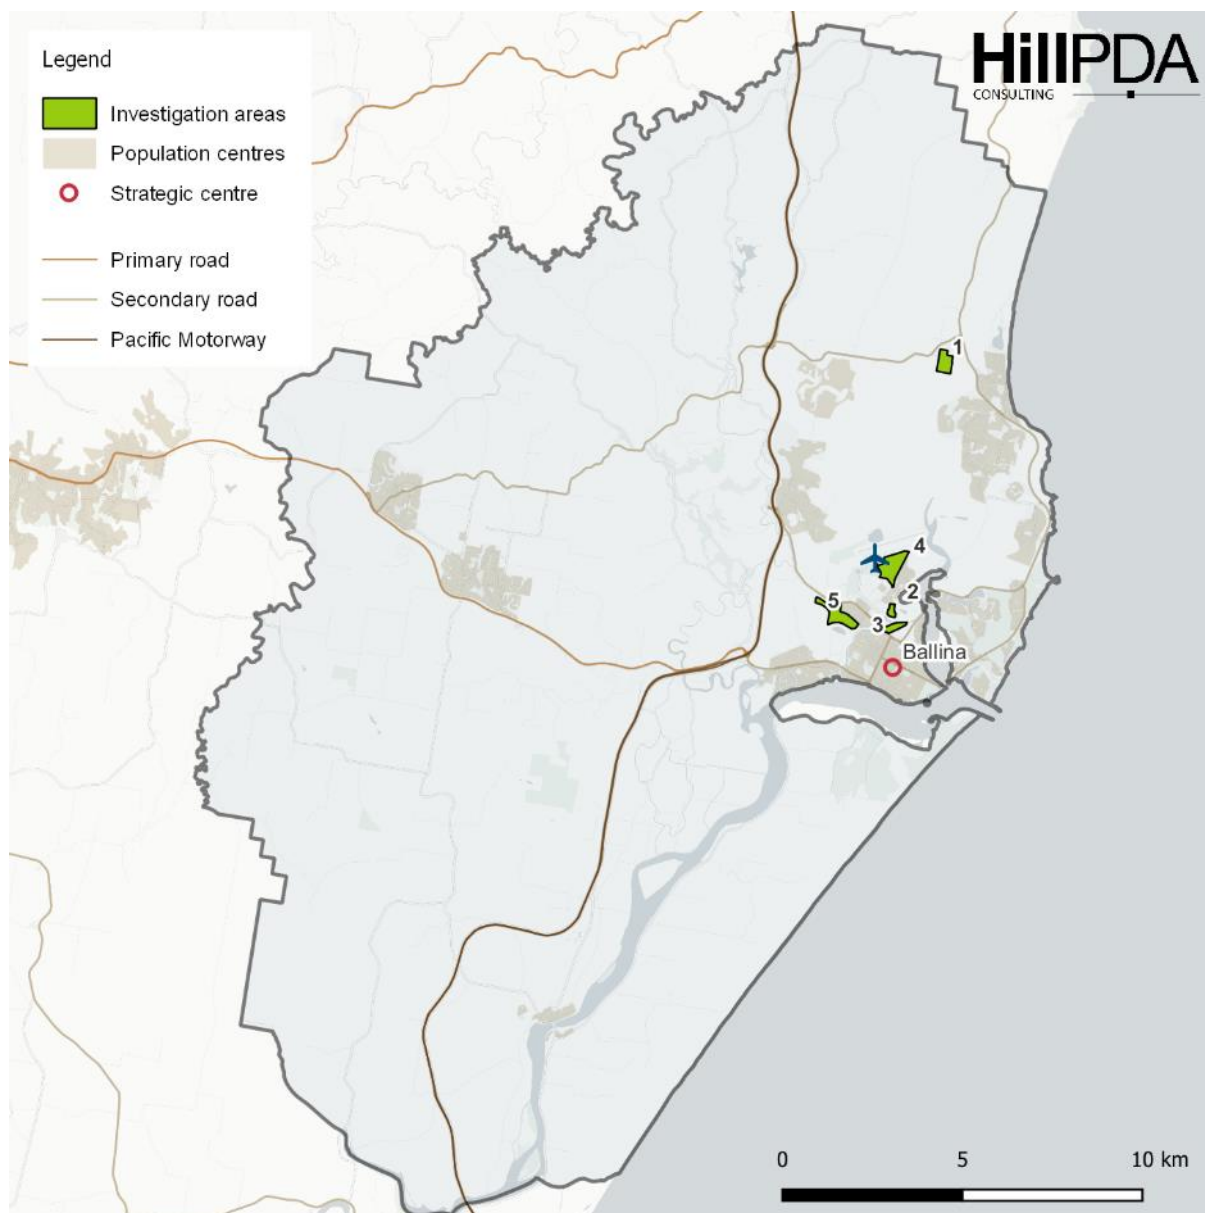 Legend
Investigation areas
Population centres
Strategic centre
Primary road
Secondary road
Pacific Motorway
HillPDA
CONSULTING
1
4
2
5
3
Ballina
0 5 10 km